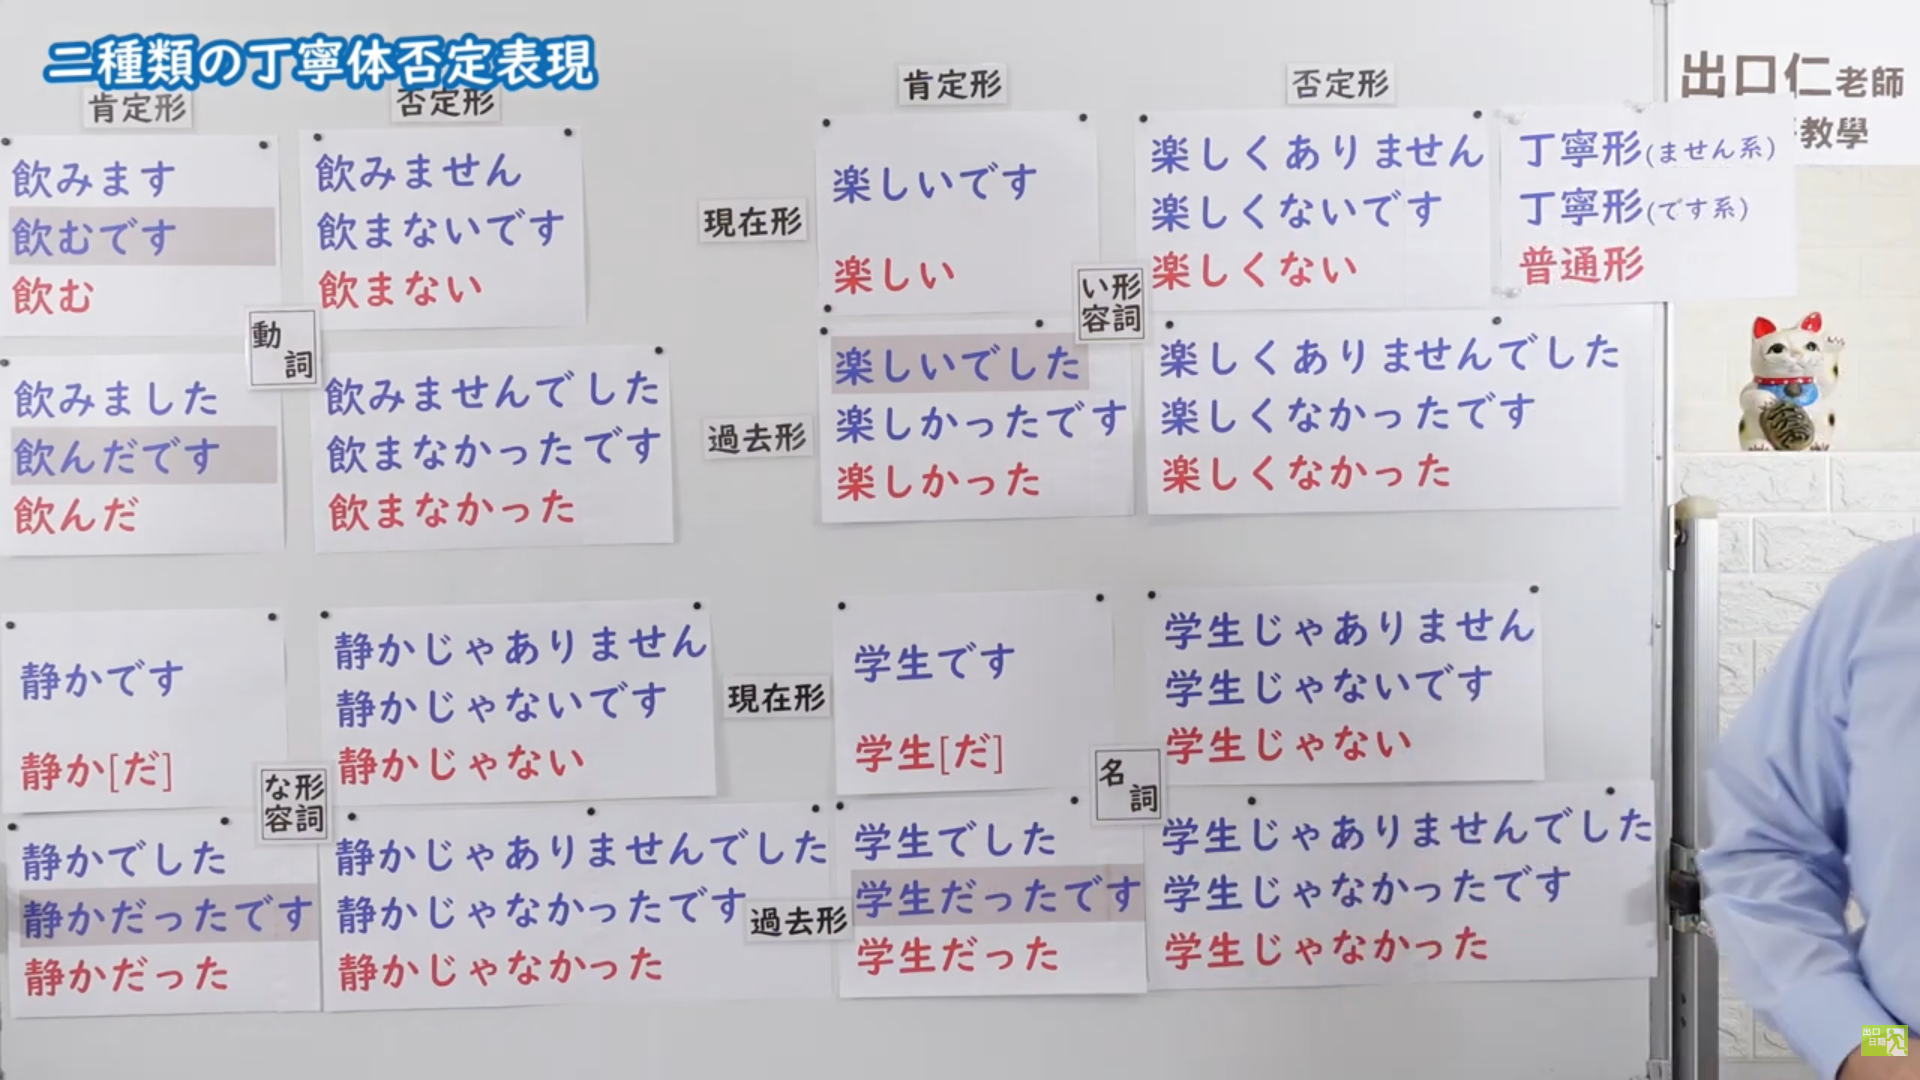 二種類の丁寧体否定表現
肯定形
否定形
飲みます
飲むです
飲む
飲みません
飲まないです
飲まない
動詞
飲みました
飲んだです
飲んだ
飲みませんでした
飲まなかったです
飲まなかった
肯定形
否定形
現在形
楽しいです
楽しい
楽しくありません
楽しくないです
楽しくない
丁寧形(ません系)
丁寧形(です系)
普通形
い形
容詞
過去形
楽しいでした
楽しかったです
楽しかった
楽しくありませんでした
楽しくなかったです
楽しくなかった
静かです
静か[だ]
静かじゃありません
静かじゃないです
静かじゃない
な形
容詞
静かでした
静かだったです
静かだった
静かじゃありませんでした
静かじゃなかったです
静かじゃなかった
現在形
学生です
学生[だ]
学生じゃありません
学生じゃないです
学生じゃない
名詞
過去形
学生でした
学生だったです
学生だった
学生じゃありませんでした
学生じゃなかったです
学生じゃなかった
出口仁老師
教學
出口
日語